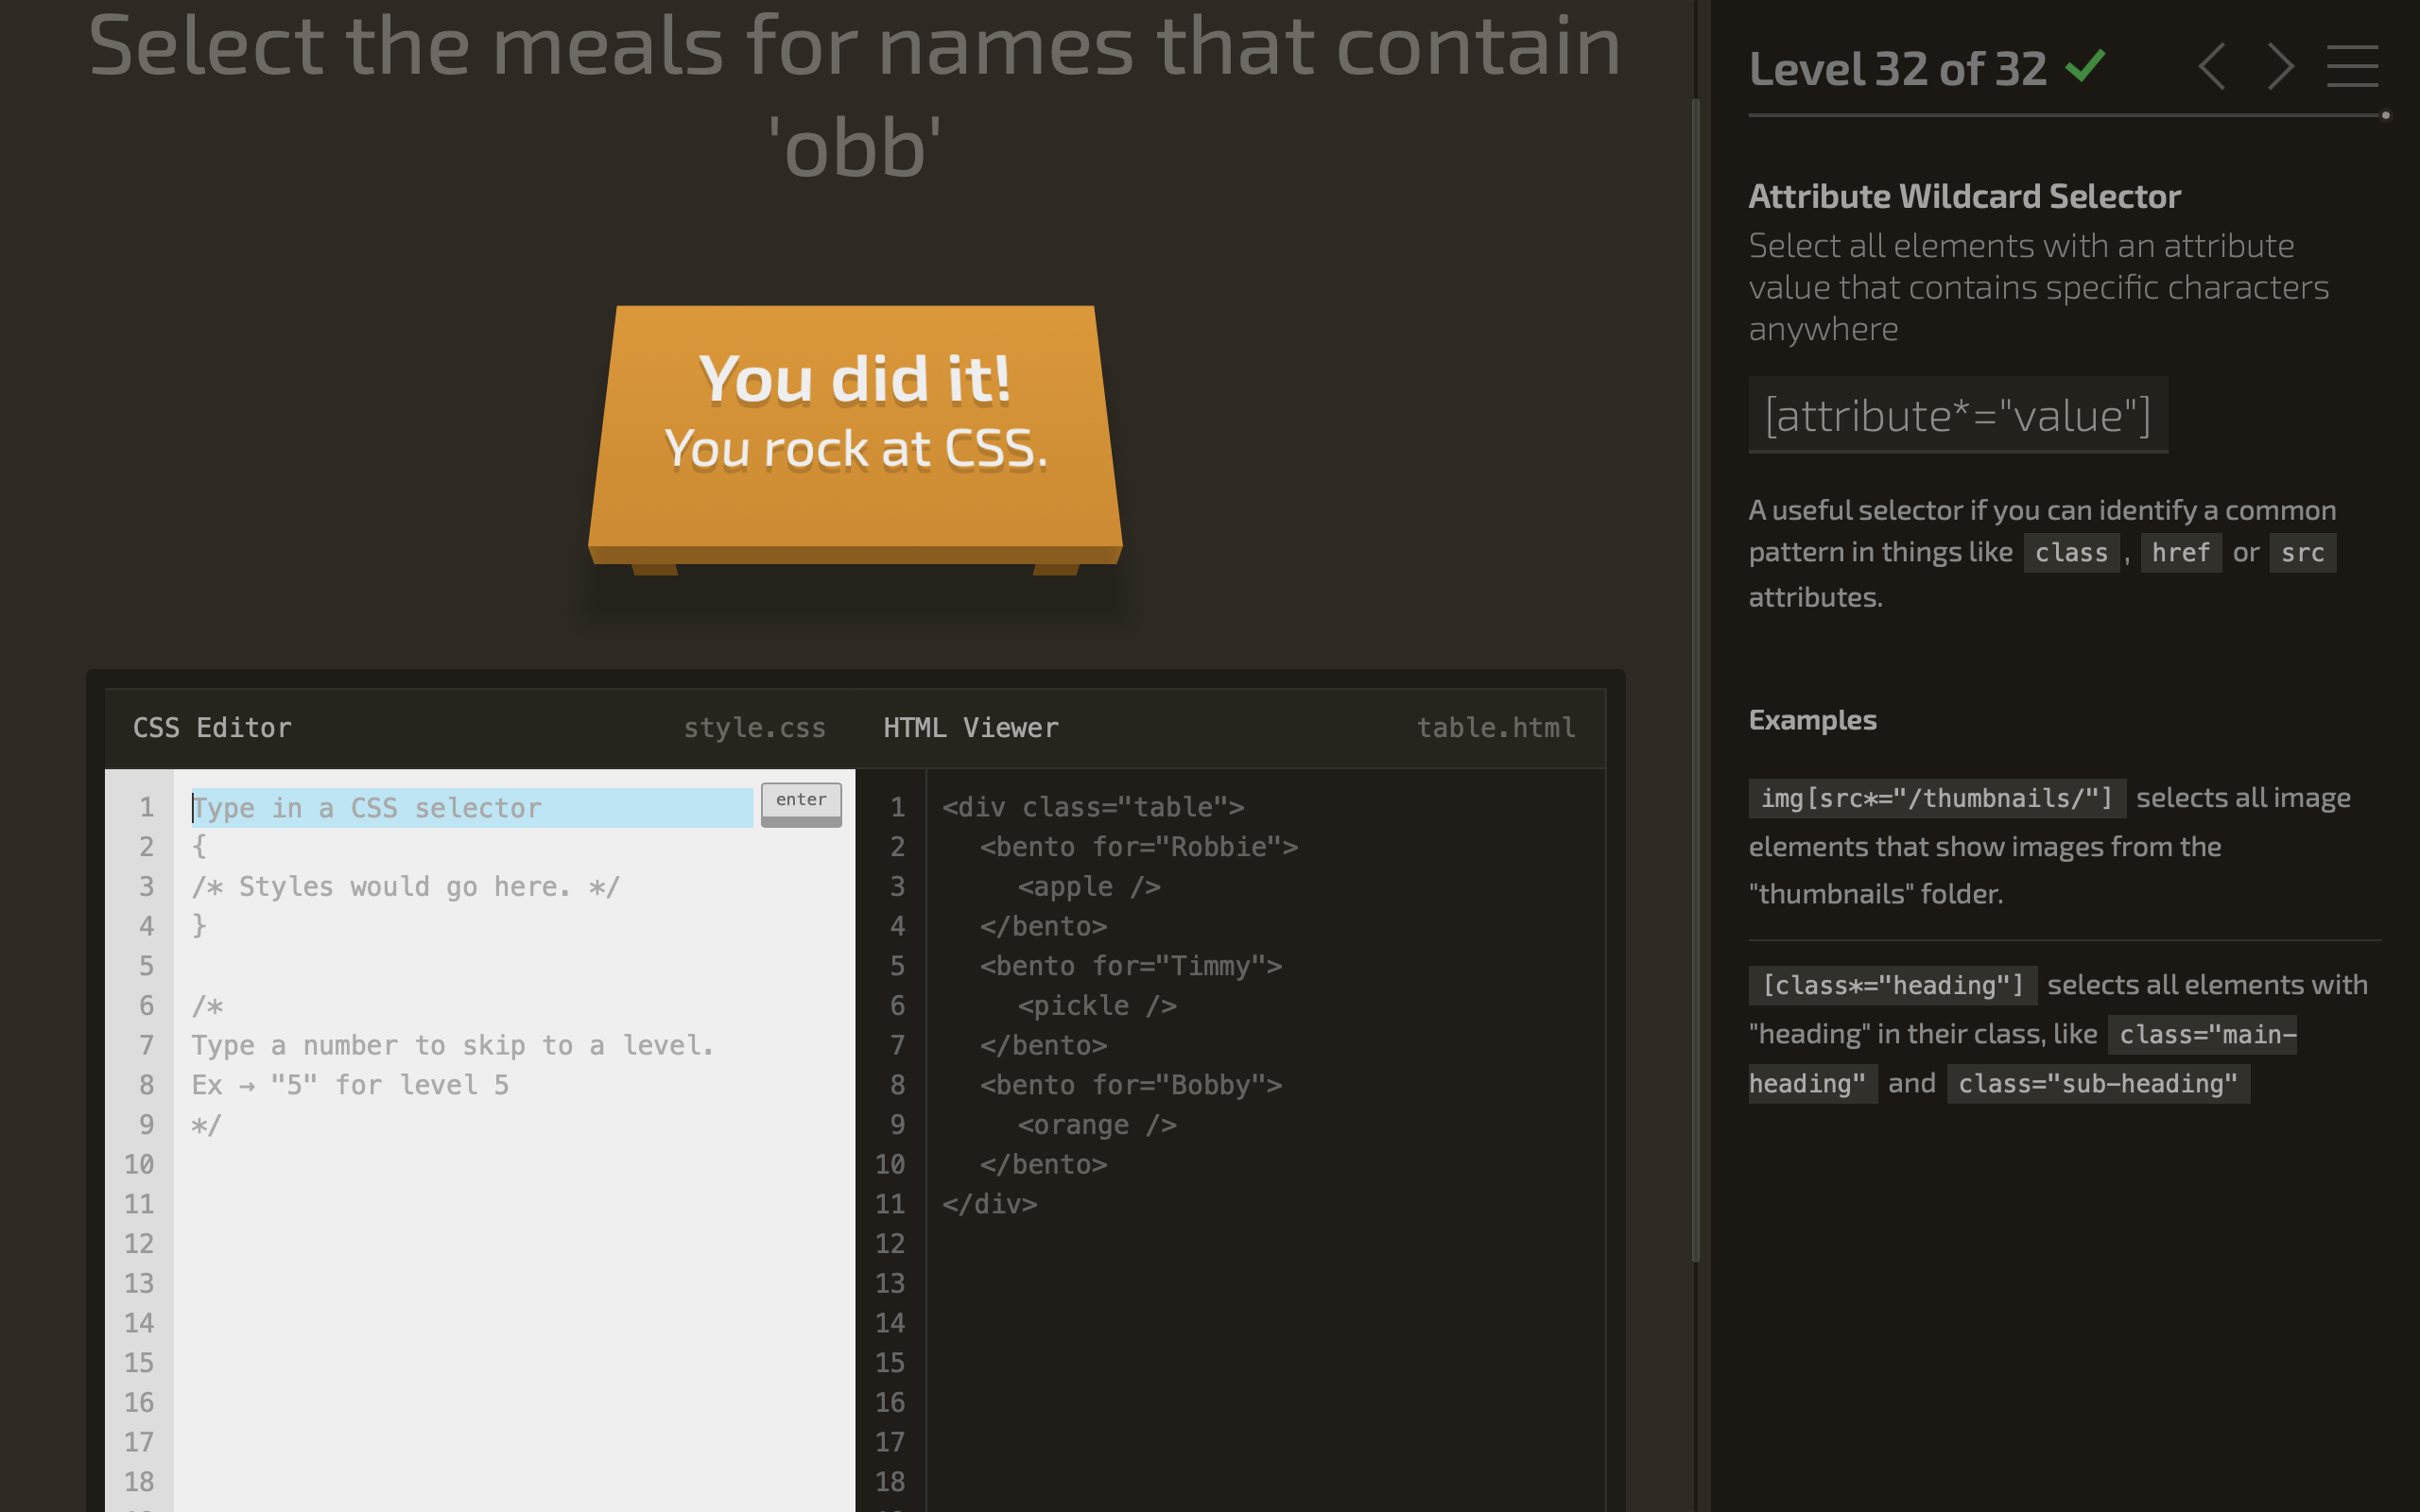 Select the meals for names that contain
'obb'
You did it!
You rock at CSS.
CSS Editor style.css
1 Type in a CSS selector enter
2 {
3 /* Styles would go here. */
4 }
5
6 /*
7 Type a number to skip to a level.
8 Ex → "5" for level 5
9 */
10
11
12
13
14
15
16
17
18
HTML Viewer table.html
1 <div class="table">
2 <bento for="Robbie">
3 <apple />
4 </bento>
5 <bento for="Timmy">
6 <pickle />
7 </bento>
8 <bento for="Bobby">
9 <orange />
10 </bento>
11 </div>
12
13
14
15
16
17
18
Level 32 of 32
Attribute Wildcard Selector
Select all elements with an attribute
value that contains specific characters
anywhere
[attribute*="value"]
A useful selector if you can identify a common
pattern in things like class , href or src
attributes.
Examples
img[src*="/thumbnails/"] selects all image
elements that show images from the
"thumbnails" folder.
[class*="heading"] selects all elements with
"heading" in their class, like class="main-
heading" and class="sub-heading"